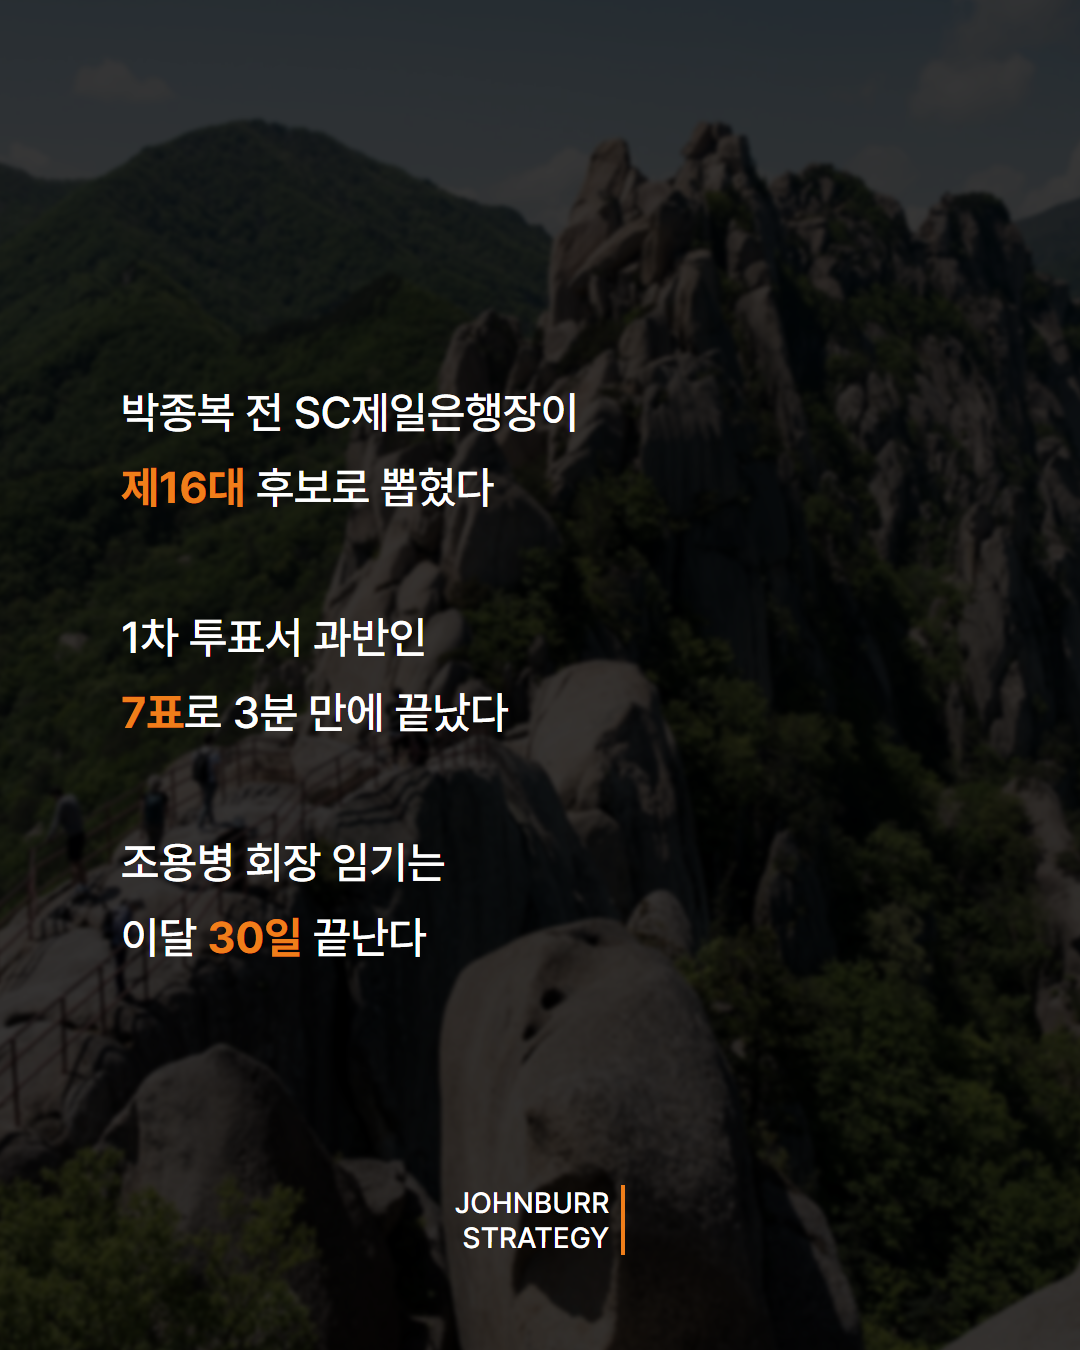 박종복 전 SC제일은행장이
제16대 후보로 뽑혔다
1차 투표서 과반인
7표로 3분 만에 끝났다
조용병 회장 임기는
이달 30일 끝난다
JOHNBURR
STRATEGY